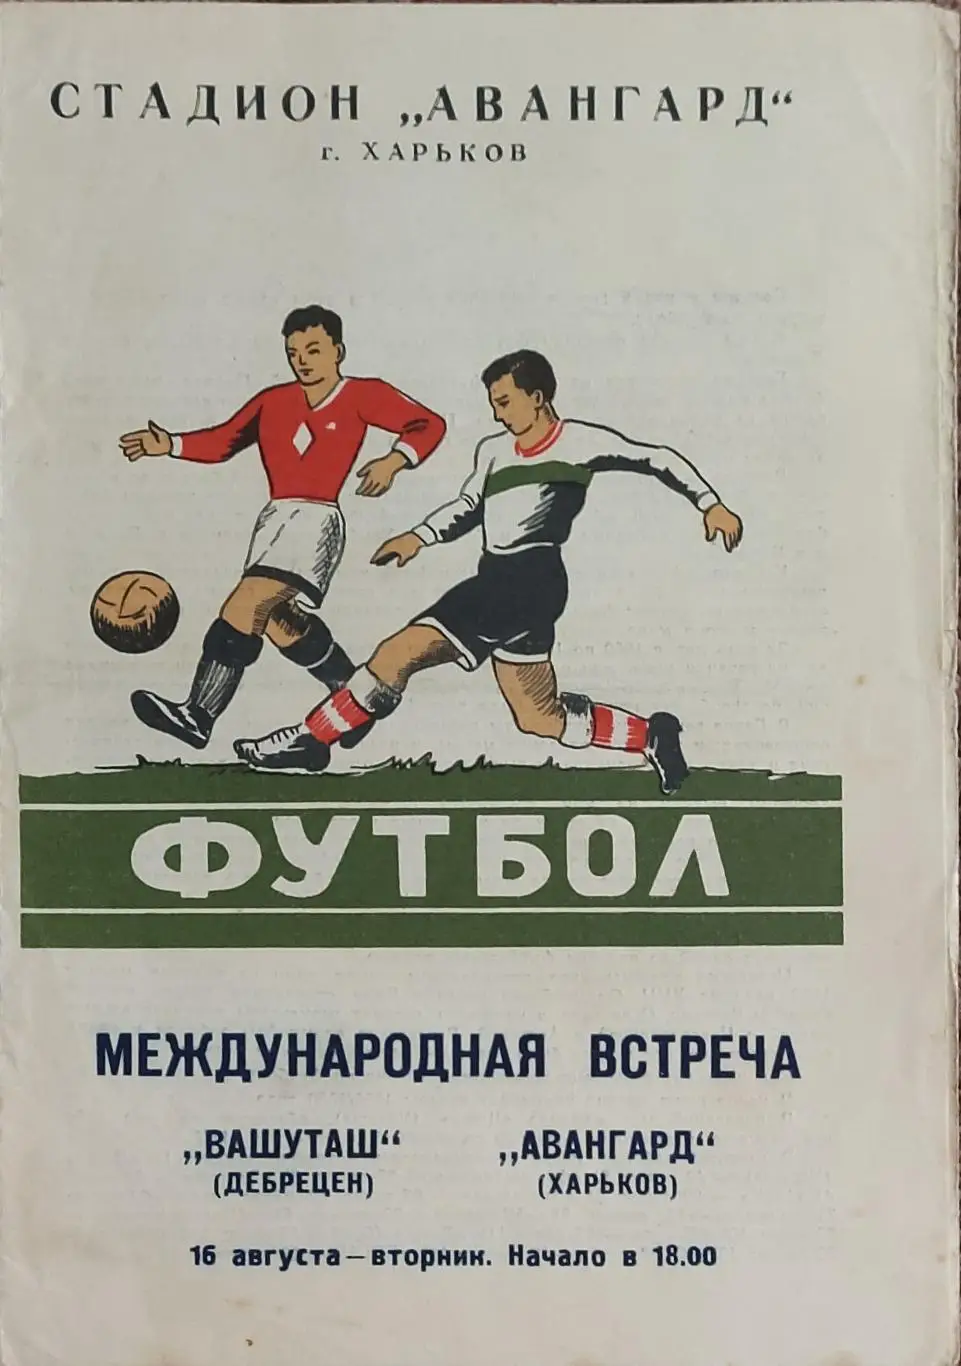 СТАДИОН „АВАНГАРД“
г. ХАРЬКОВ
ФУТБОЛ
МЕЖДУНАРОДНАЯ ВСТРЕЧА
„ВАШУТАШ“ „АВАНГАРД“
(ДЕБРЕЦЕН) (ХАРЬКОВ)
16 августа — вторник. Начало в 18.00